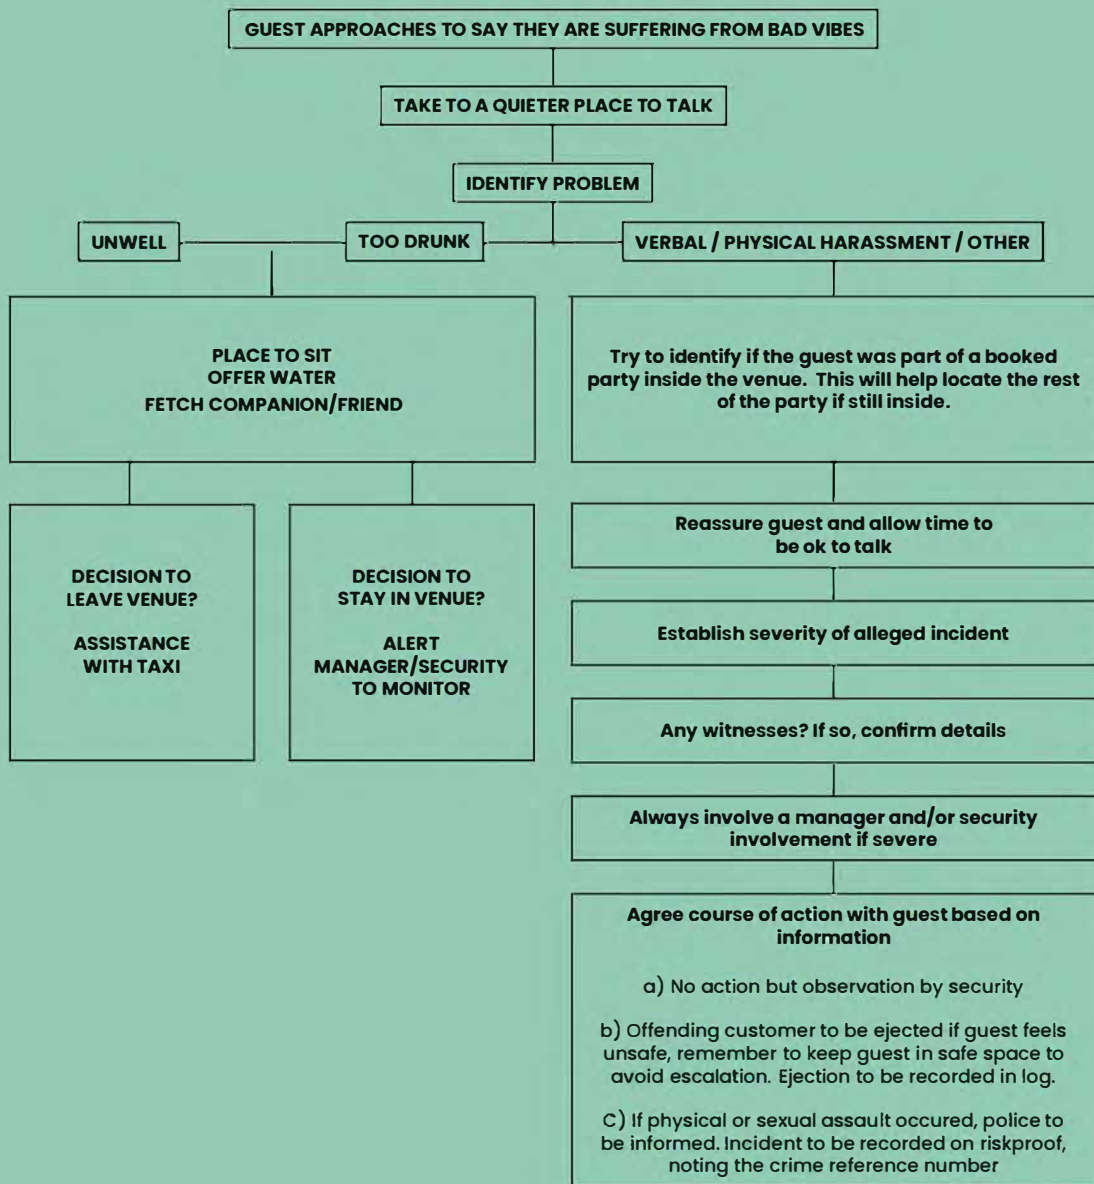 GUEST APPROACHES TO SAY THEY ARE SUFFERING FROM BAD VIBES
TAKE TO A QUIETER PLACE TO TALK
IDENTIFY PROBLEM
UNWELL
TOO DRUNK
VERBAL / PHYSICAL HARASSMENT / OTHER
PLACE TO SIT
OFFER WATER
FETCH COMPANION/FRIEND
DECISION TO
LEAVE VENUE?
ASSISTANCE
WITH TAXI
DECISION TO
STAY IN VENUE?
ALERT
MANAGER/SECURITY
TO MONITOR
Try to identify if the guest was part of a booked
party inside the venue. This will help locate the rest
of the party if still inside.
Reassure guest and allow time to
be ok to talk
Establish severity of alleged incident
Any witnesses? If so, confirm details
Always involve a manager and/or security
involvement if severe
Agree course of action with guest based on
information
a) No action but observation by security
b) Offending customer to be ejected if guest feels
unsafe, remember to keep guest in safe space to
avoid escalation. Ejection to be recorded in log.
C) If physical or sexual assault occured, police to
be informed. Incident to be recorded on riskproof,
noting the crime reference number